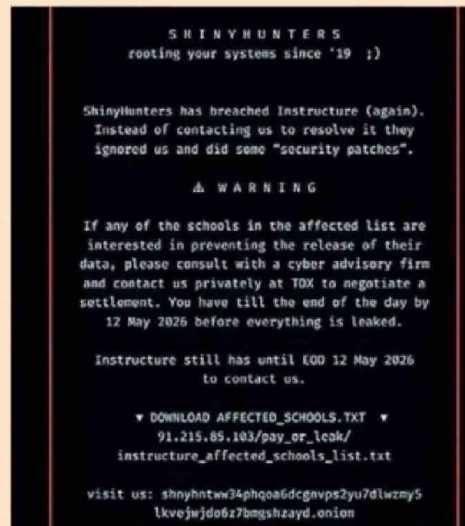 S H I N Y H U N T E R S
rooting your systems since '19 ;)
ShinyHunters has breached Instructure (again).
Instead of contacting us to resolve it they
ignored us and did some "security patches".
⚠ W A R N I N G
If any of the schools in the affected list are
interested in preventing the release of their
data, please consult with a cyber advisory firm
and contact us privately at TOX to negotiate a
settlement. You have till the end of the day by
12 May 2026 before everything is leaked.
Instructure still has until EOD 12 May 2026
to contact us.
▼ DOWNLOAD AFFECTED_SCHOOLS.TXT ▼
91.215.85.103/pay_or_leak/
instructure_affected_schools_list.txt
visit us: